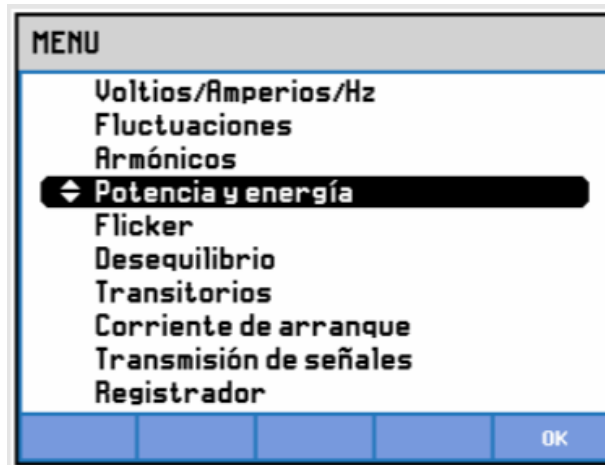 MENU
Voltios/Amperios/Hz
Fluctuaciones
Armónicos
Potencia y energía
Flicker
Desequilibrio
Transitorios
Corriente de arranque
Transmisión de señales
Registrador
OK